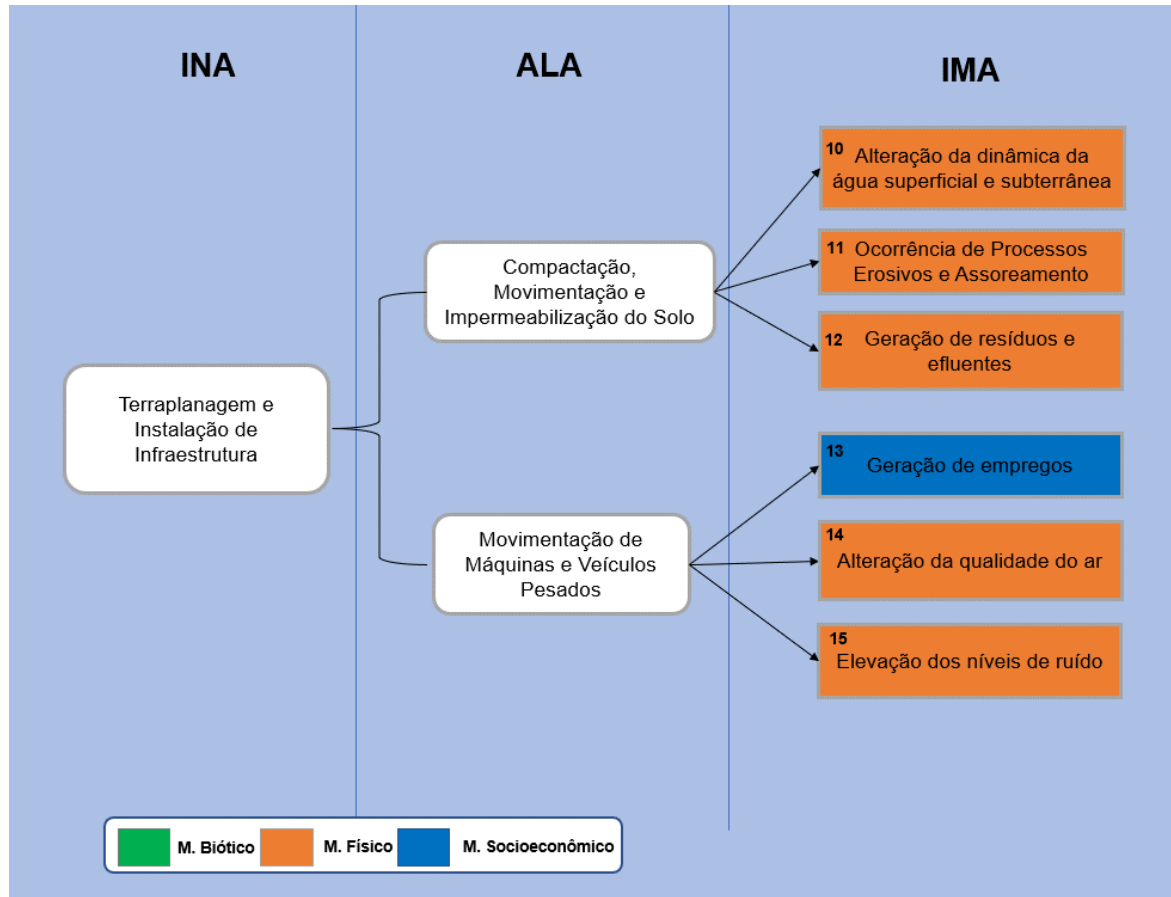 INA
ALA
IMA
Terraplanagem e
Instalação de
Infraestrutura
Compactação,
Movimentação e
Impermeabilização do Solo
Movimentação de
Máquinas e Veículos
Pesados
10 Alteração da dinâmica da
água superficial e subterrânea
11 Ocorrência de Processos
Erosivos e Assoreamento
12 Geração de resíduos e
efluentes
13
Geração de empregos
14
Alteração da qualidade do ar
15
Elevação dos níveis de ruído
M. Biótico
M. Físico
M. Socioeconômico